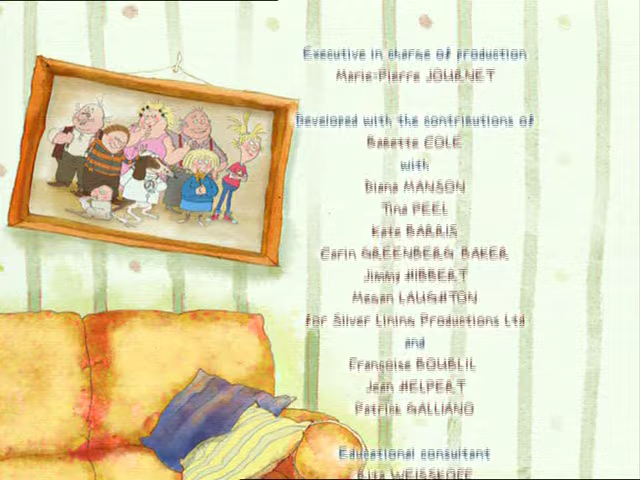 Executive in charge of production
Marie-Pierre JOURNET
Developed with the contributions of
Babette COLE
with
Diana MANSON
Tina PEEL
Kate BARRIS
Carin GREENBERG BAKER
Jimmy HIBBERT
Megan LAUGHTON
for Silver Lining Productions Ltd
and
Françoise BOUBLIL
Jean HELPERT
Patrick GALLIANO
Educational consultant
Rita WEISSKOFF